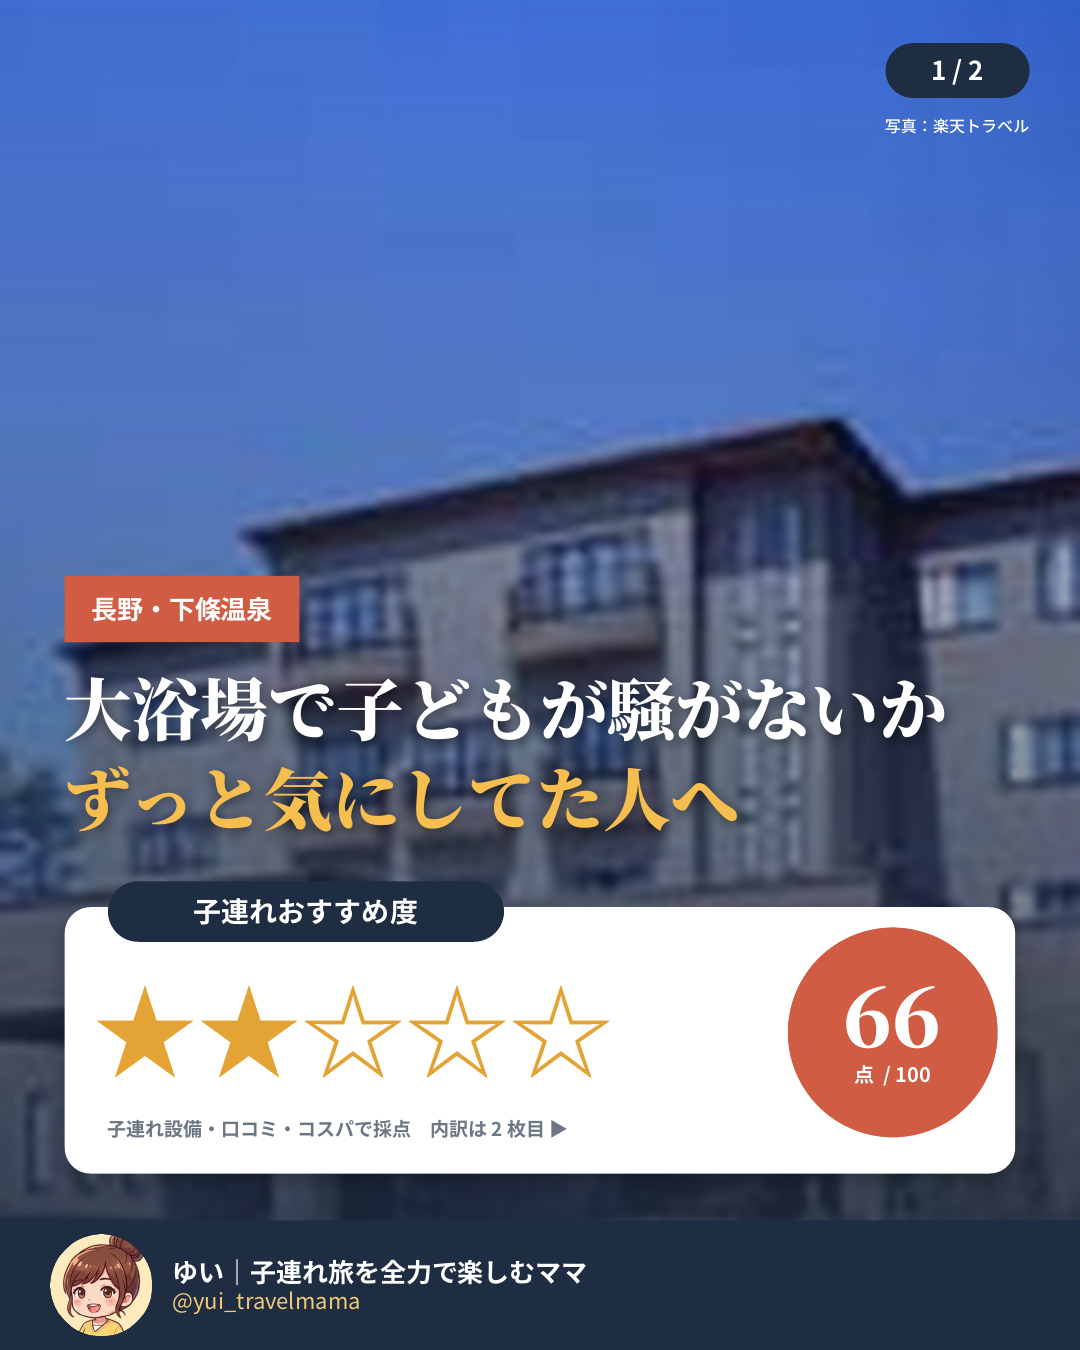 1 / 2
写真：楽天トラベル
長野・下條温泉
大浴場で子どもが騒がないか
ずっと気にしてた人へ
子連れおすすめ度
★★☆☆☆
66
点 / 100
子連れ設備・口コミ・コスパで採点　内訳は 2 枚目 ▶
ゆい｜子連れ旅を全力で楽しむママ
@yui_travelmama